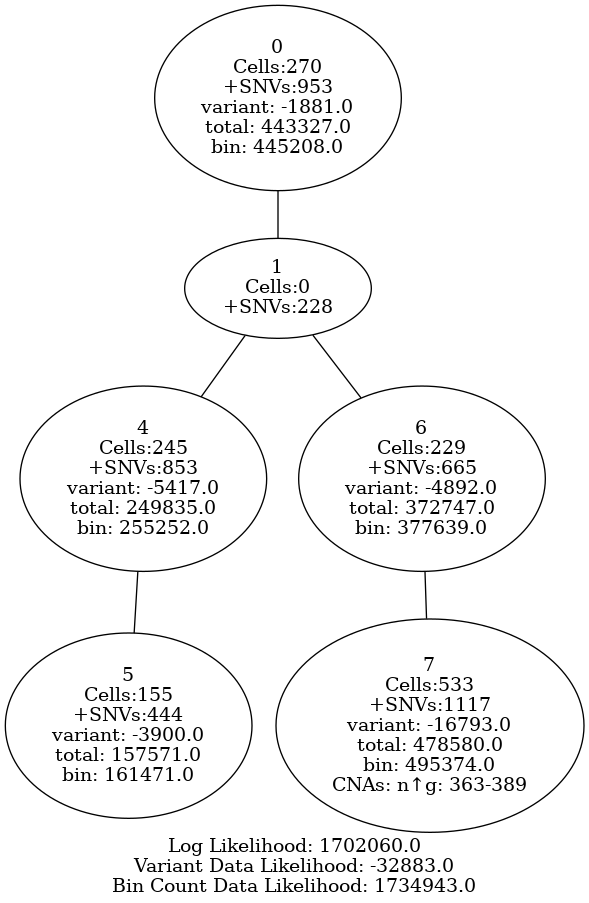 0
Cells:270
+SNVs:953
variant: -1881.0
total: 443327.0
bin: 445208.0
1
Cells:0
+SNVs:228
4
Cells:245
+SNVs:853
variant: -5417.0
total: 249835.0
bin: 255252.0
6
Cells:229
+SNVs:665
variant: -4892.0
total: 372747.0
bin: 377639.0
5
Cells:155
+SNVs:444
variant: -3900.0
total: 157571.0
bin: 161471.0
7
Cells:533
+SNVs:1117
variant: -16793.0
total: 478580.0
bin: 495374.0
CNAs: n↑g: 363-389
Log Likelihood: 1702060.0
Variant Data Likelihood: -32883.0
Bin Count Data Likelihood: 1734943.0